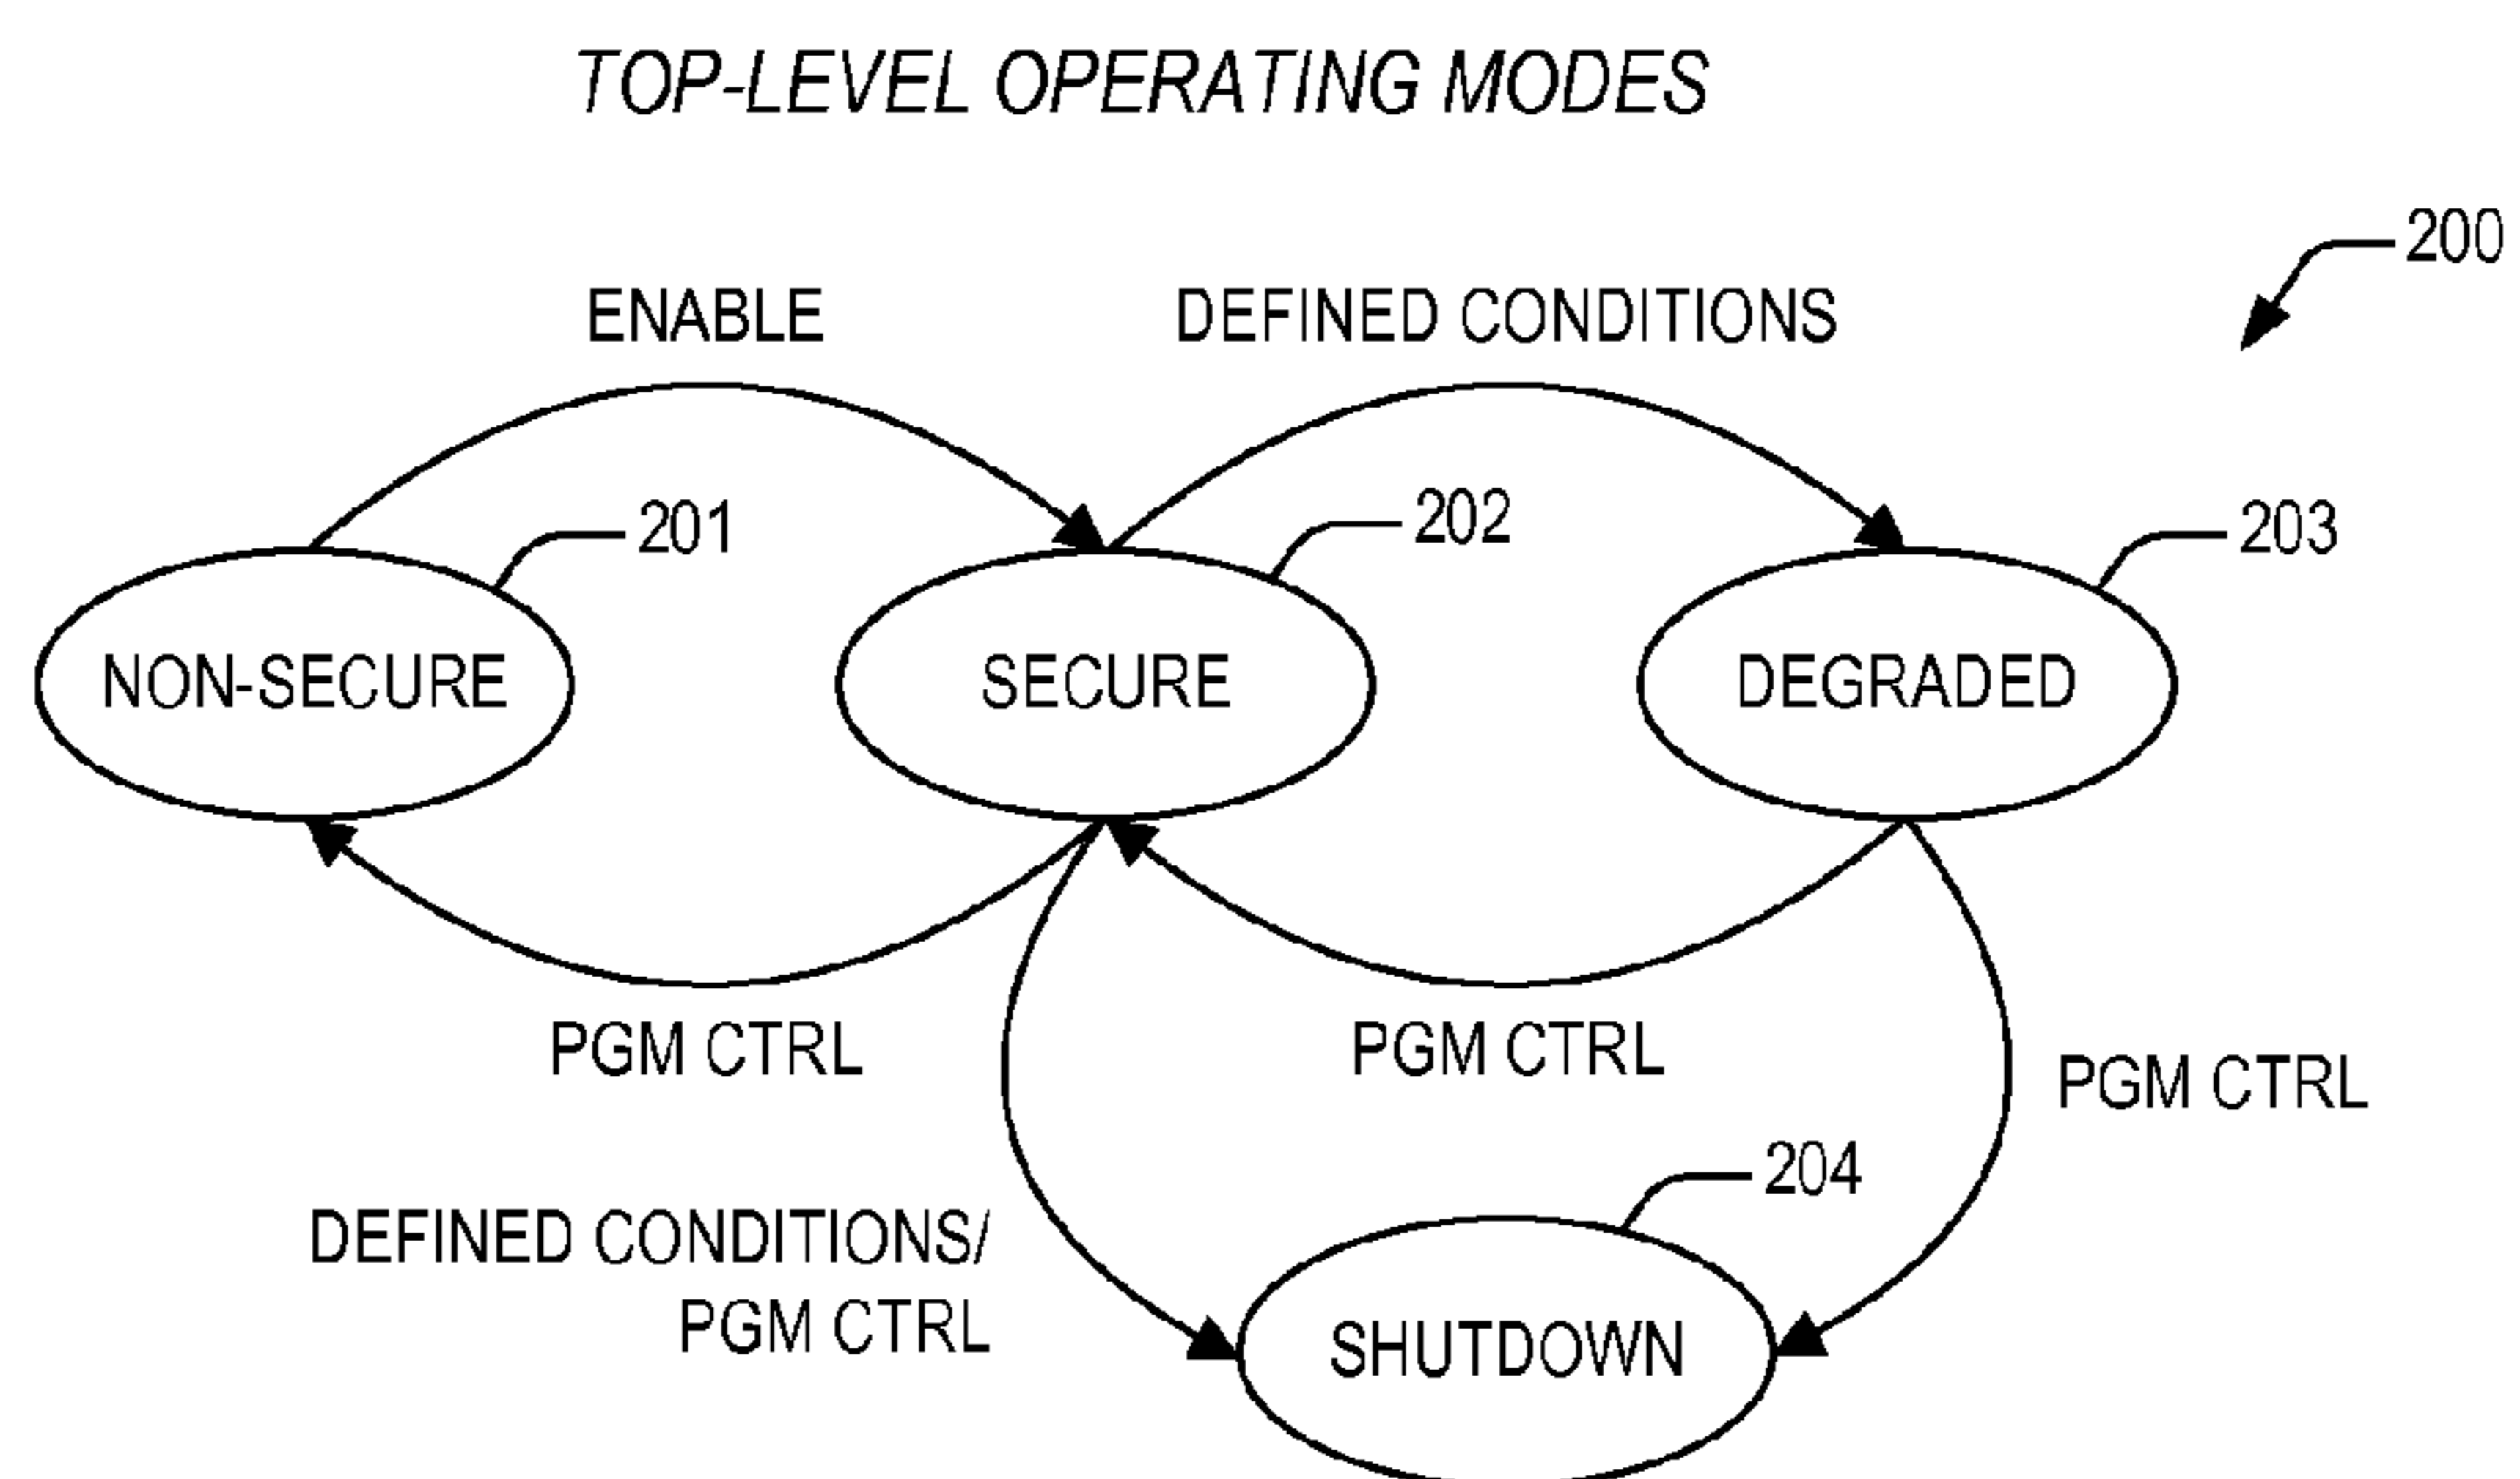 TOP-LEVEL OPERATING MODES
200
ENABLE
DEFINED CONDITIONS
201
202
203
NON-SECURE
SECURE
DEGRADED
PGM CTRL
PGM CTRL
PGM CTRL
204
DEFINED CONDITIONS/
PGM CTRL
SHUTDOWN